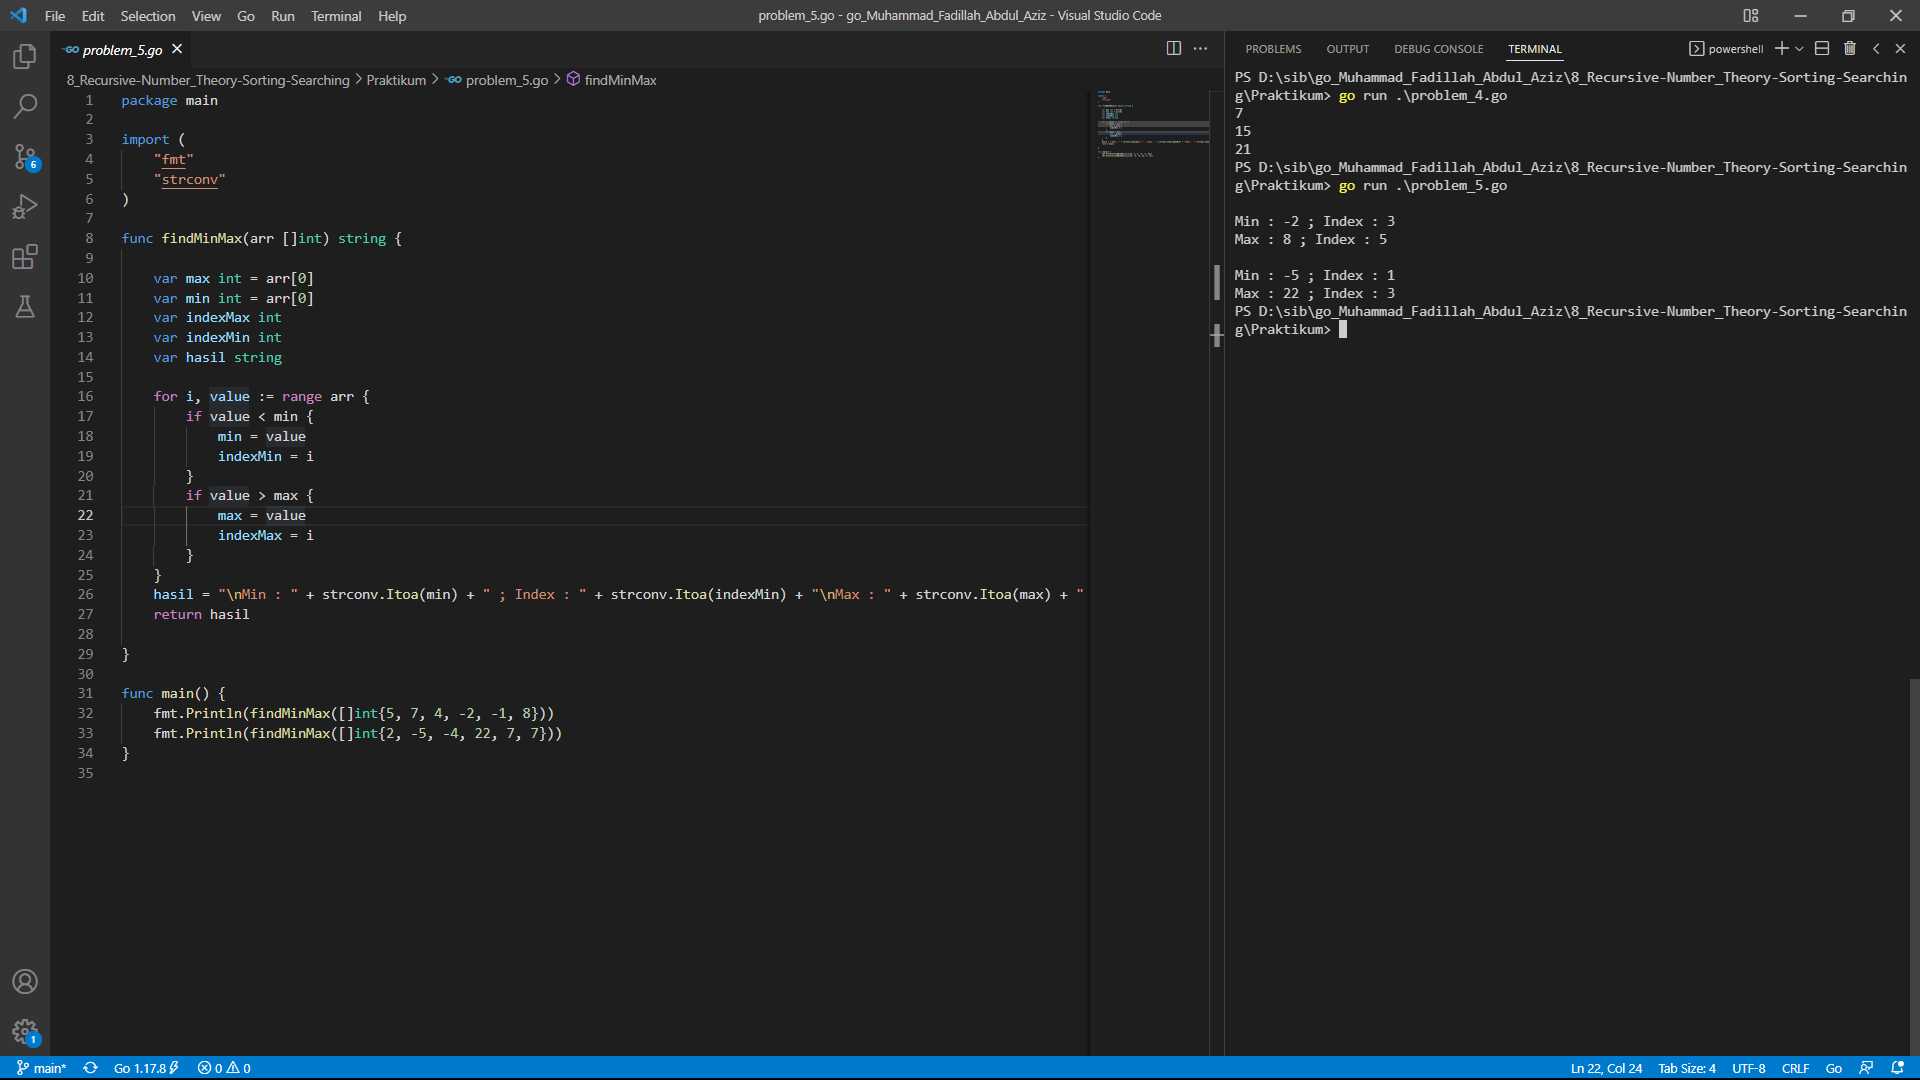 File Edit Selection View Go Run Terminal Help
problem_5.go - go_Muhammad_Fadillah_Abdul_Aziz - Visual Studio Code
problem_5.go
8_Recursive-Number_Theory-Sorting-Searching > Praktikum > problem_5.go > findMinMax
1 package main
2
3 import (
4 "fmt"
5 "strconv"
6 )
7
8 func findMinMax(arr []int) string {
9
10 var max int = arr[0]
11 var min int = arr[0]
12 var indexMax int
13 var indexMin int
14 var hasil string
15
16 for i, value := range arr {
17 if value < min {
18 min = value
19 indexMin = i
20 }
21 if value > max {
22 max = value
23 indexMax = i
24 }
25 }
26 hasil = "\nMin : " + strconv.Itoa(min) + " ; Index : " + strconv.Itoa(indexMin) + "\nMax : " + strconv.Itoa(max) + "
27 return hasil
28
29 }
30
31 func main() {
32 fmt.Println(findMinMax([]int{5, 7, 4, -2, -1, 8}))
33 fmt.Println(findMinMax([]int{2, -5, -4, 22, 7, 7}))
34 }
35
PROBLEMS OUTPUT DEBUG CONSOLE TERMINAL powershell
PS D:\sib\go_Muhammad_Fadillah_Abdul_Aziz\8_Recursive-Number_Theory-Sorting-Searchin
g\Praktikum> go run .\problem_4.go
7
15
21
PS D:\sib\go_Muhammad_Fadillah_Abdul_Aziz\8_Recursive-Number_Theory-Sorting-Searchin
g\Praktikum> go run .\problem_5.go
Min : -2 ; Index : 3
Max : 8 ; Index : 5
Min : -5 ; Index : 1
Max : 22 ; Index : 3
PS D:\sib\go_Muhammad_Fadillah_Abdul_Aziz\8_Recursive-Number_Theory-Sorting-Searchin
g\Praktikum>
6
1
main* Go 1.17.8 0 0 Ln 22, Col 24 Tab Size: 4 UTF-8 CRLF Go